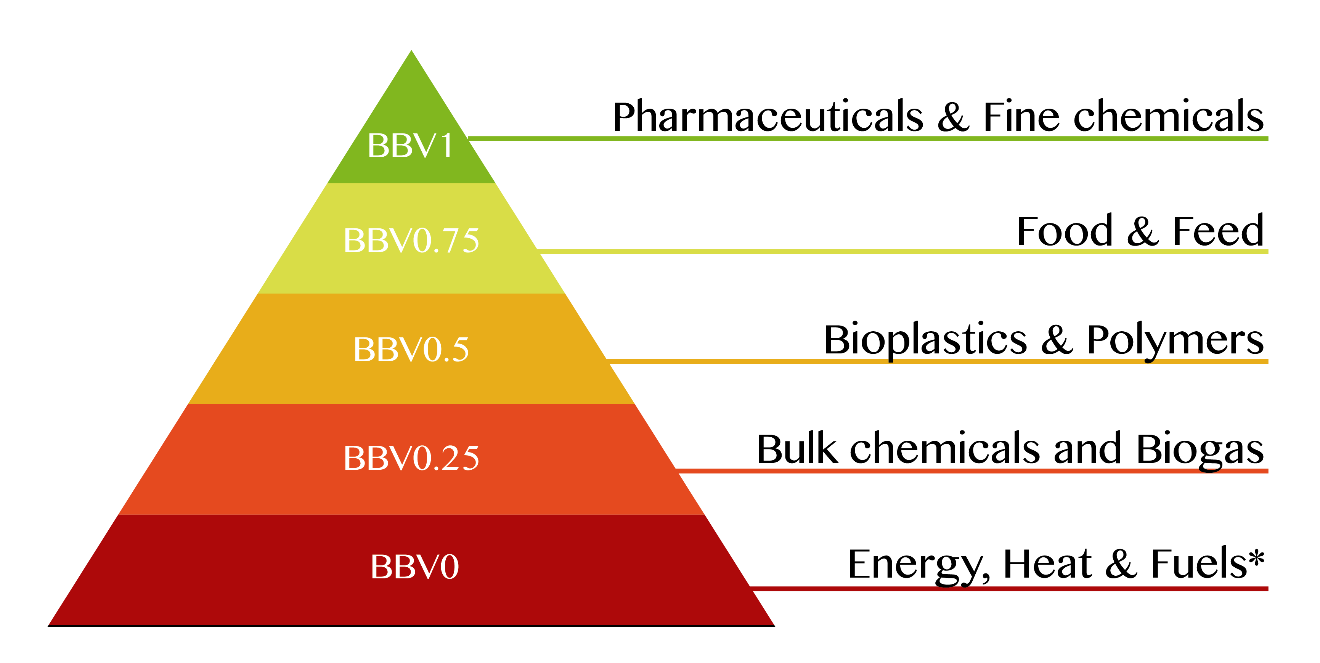 BBV1
Pharmaceuticals & Fine chemicals
BBV0.75
Food & Feed
BBV0.5
Bioplastics & Polymers
BBV0.25
Bulk chemicals and Biogas
BBV0
Energy, Heat & Fuels*